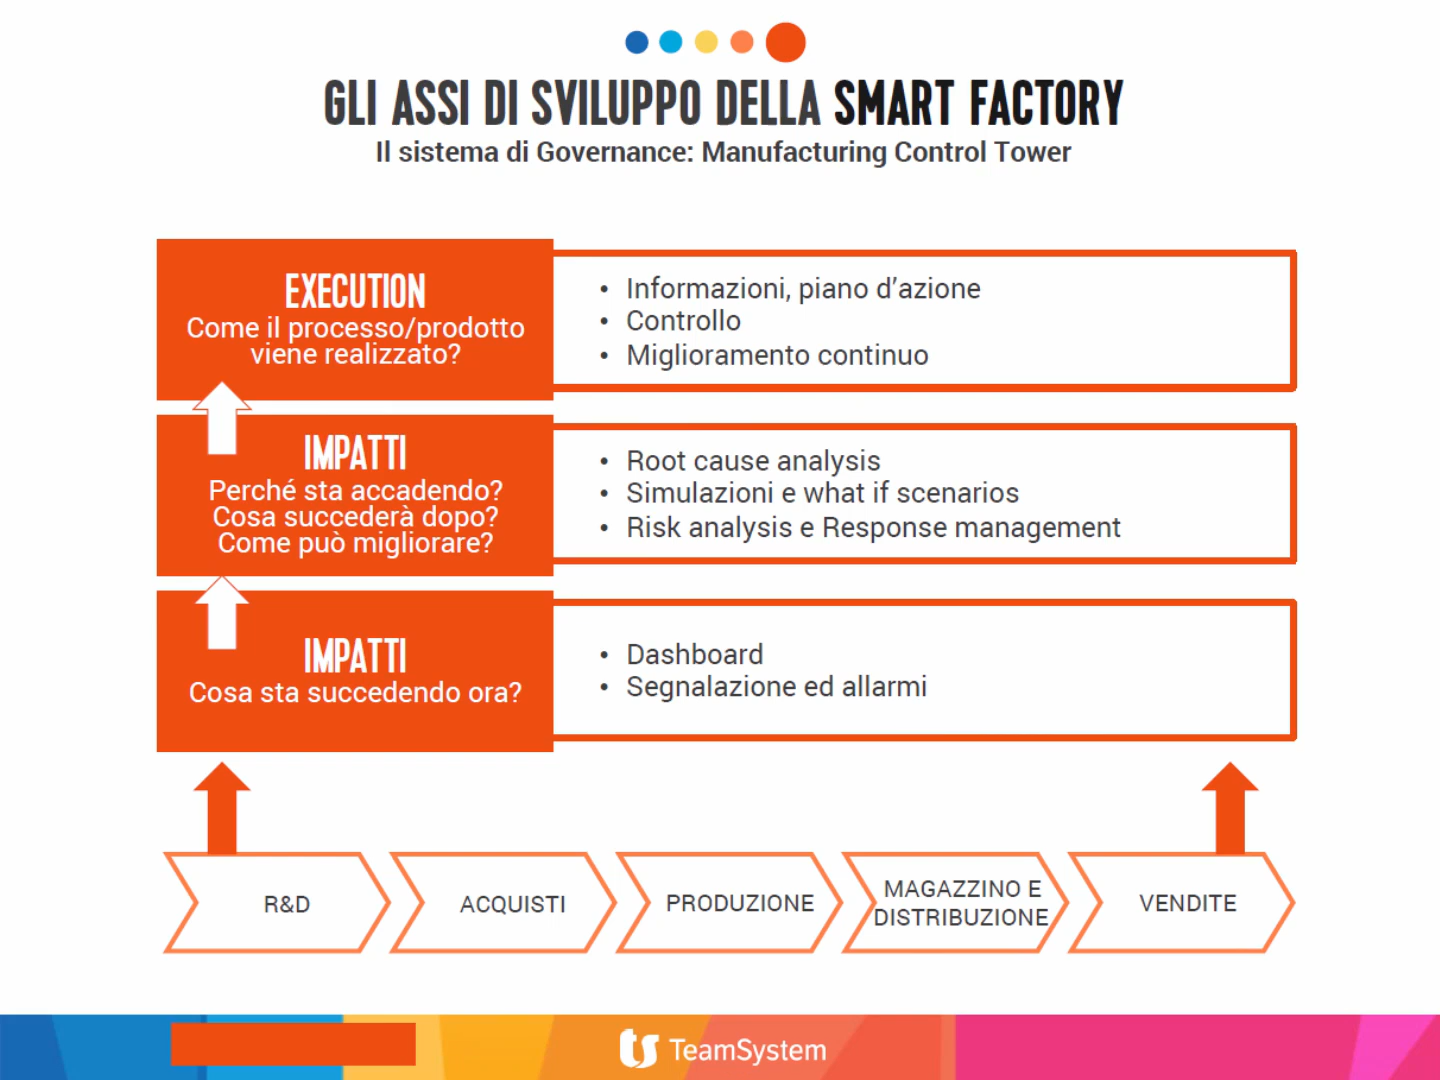 GLI ASSI DI SVILUPPO DELLA SMART FACTORY
Il sistema di Governance: Manufacturing Control Tower
EXECUTION
Come il processo/prodotto
viene realizzato?
• Informazioni, piano d'azione
• Controllo
• Miglioramento continuo
IMPATTI
Perché sta accadendo?
Cosa succederà dopo?
Come può migliorare?
• Root cause analysis
• Simulazioni e what if scenarios
• Risk analysis e Response management
IMPATTI
Cosa sta succedendo ora?
• Dashboard
• Segnalazione ed allarmi
R&D
ACQUISTI
PRODUZIONE
MAGAZZINO E
DISTRIBUZIONE
VENDITE
ts TeamSystem